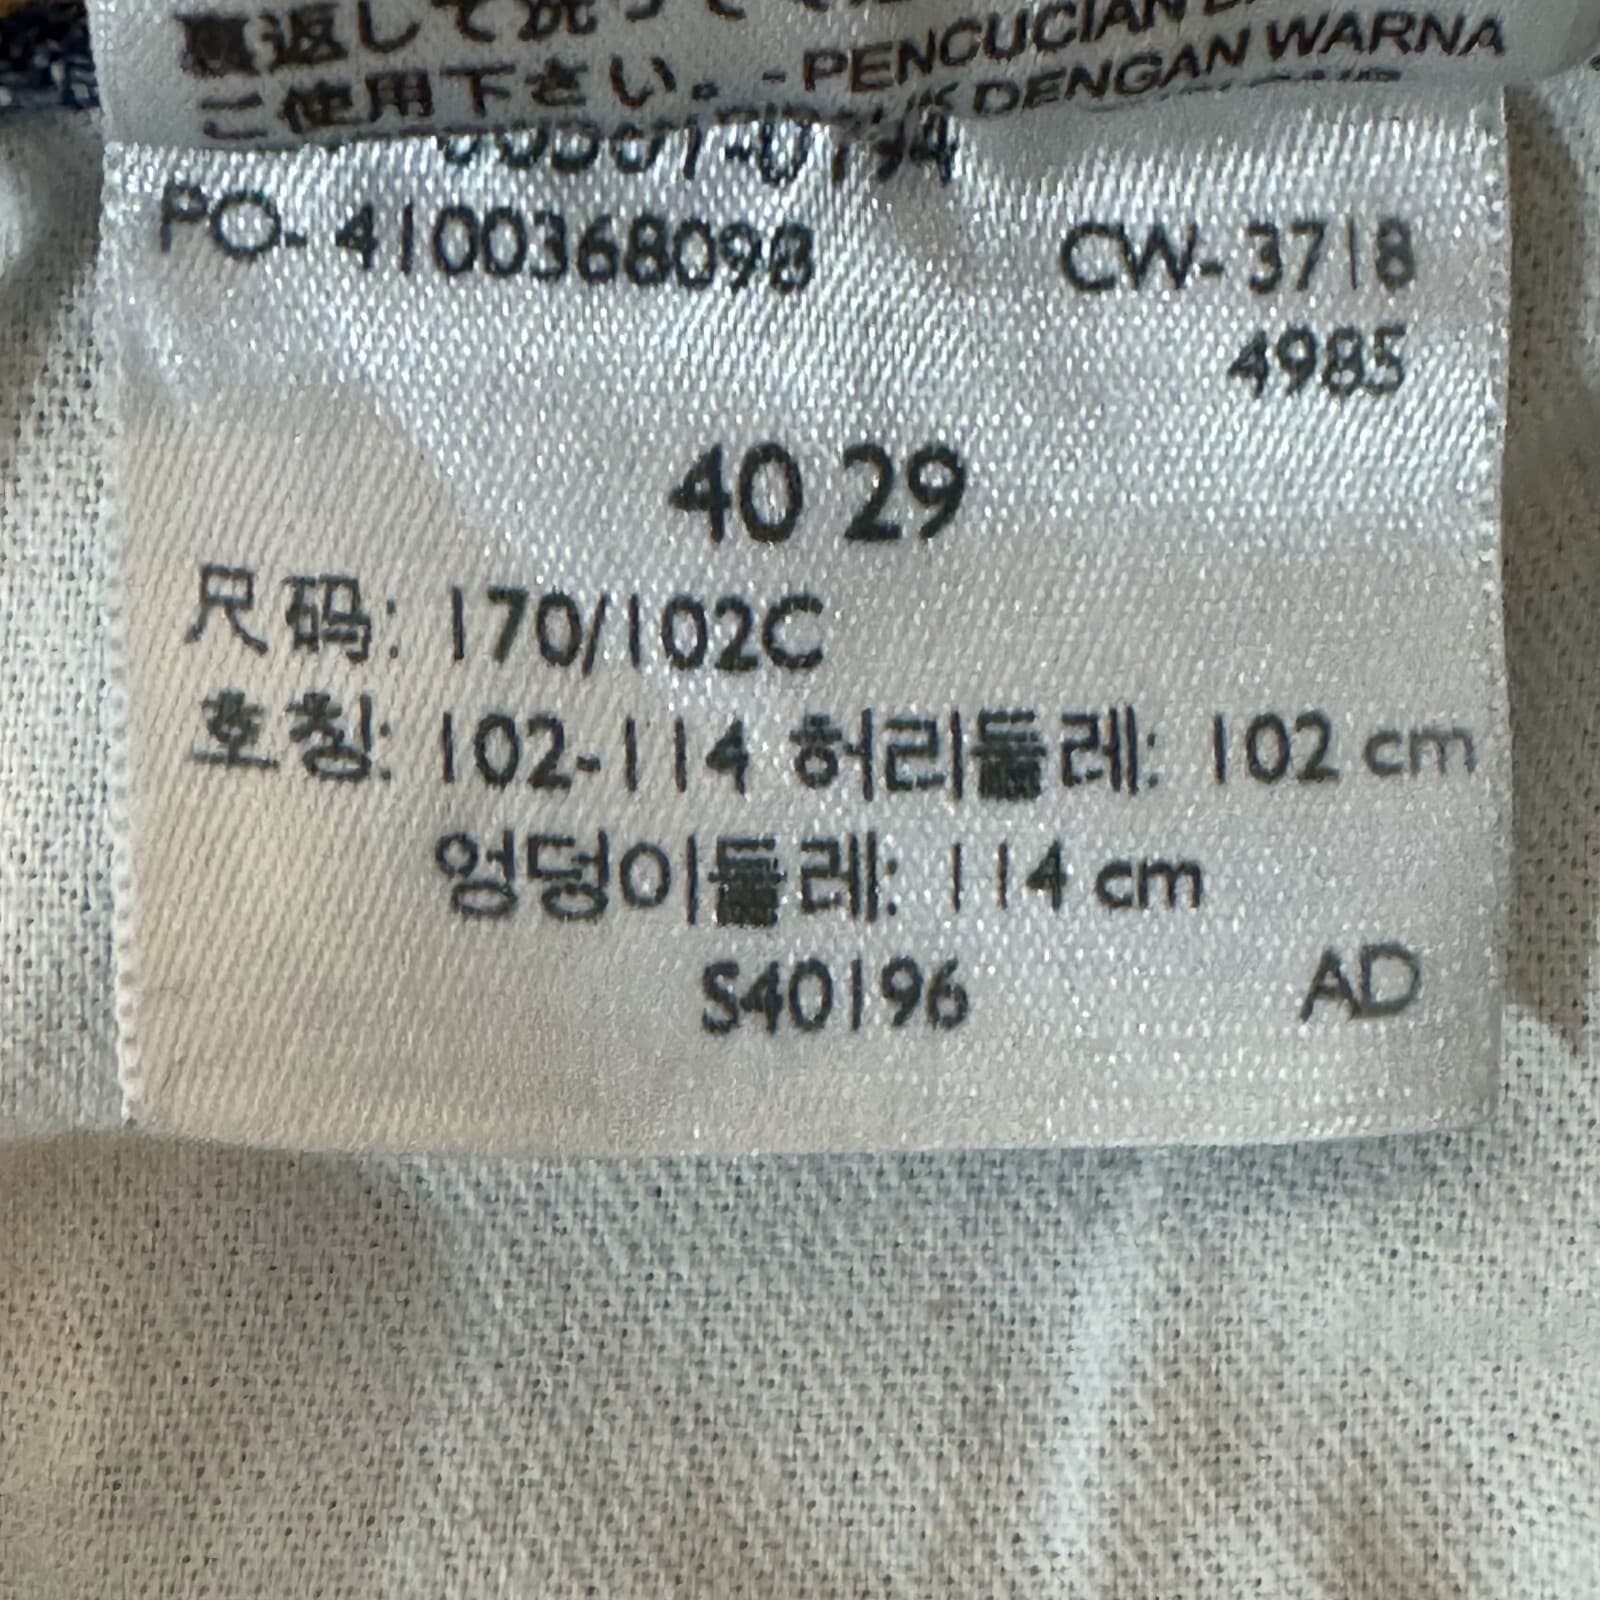 裏返して洗
ご使用下さい。 - PENCUCIAN
DENGAN WARNA
PO- 4100368098 CW- 3718
4985
40 29
尺码: 170/102C
호칭: 102-114 허리둘레: 102 cm
엉덩이둘레: 114 cm
S40196 AD